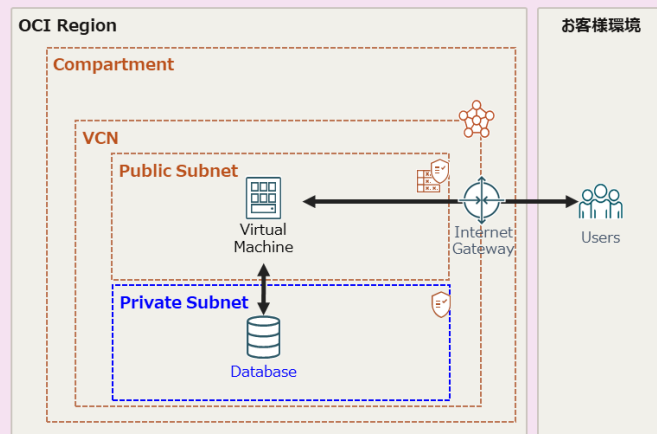 OCI Region
お客様環境
Compartment
VCN
Public Subnet
Virtual
Machine
Internet
Gateway
Users
Private Subnet
Database